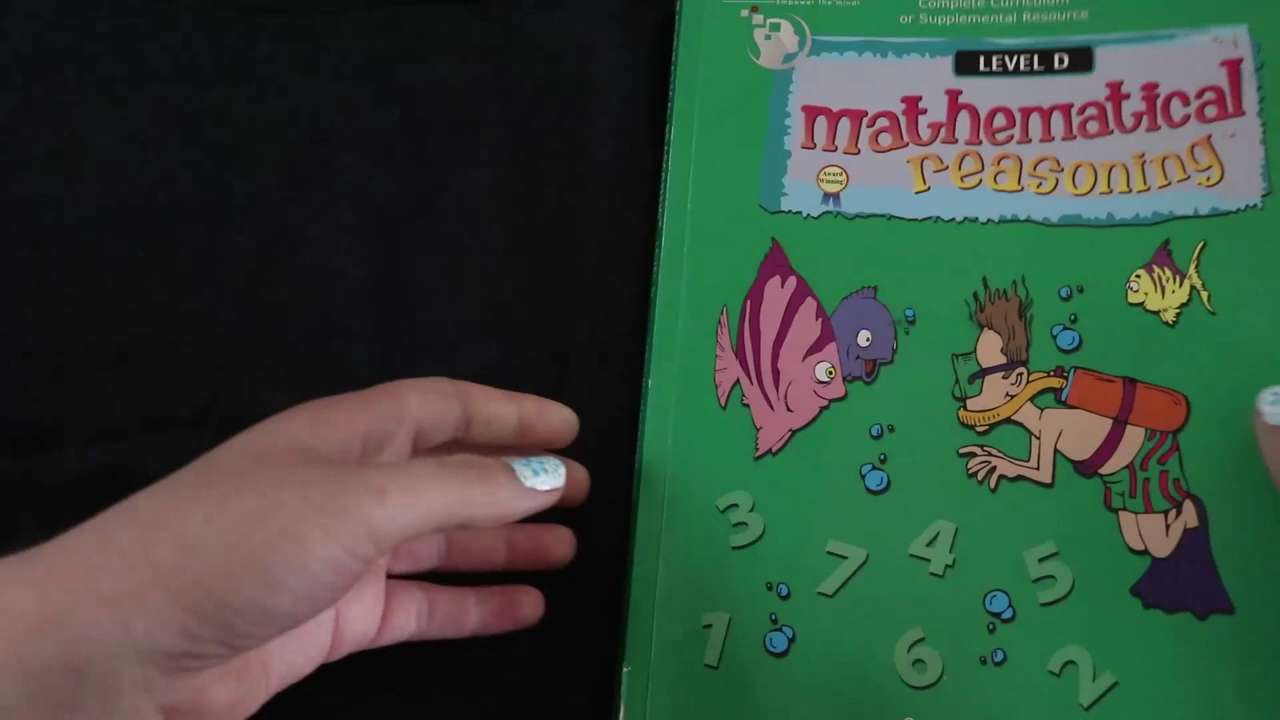 Empower the mind!
Complete Curriculum
or Supplemental Resource
LEVEL D
mathematical
reasoning
Award
Winning!
3
7
4
5
1
6
2